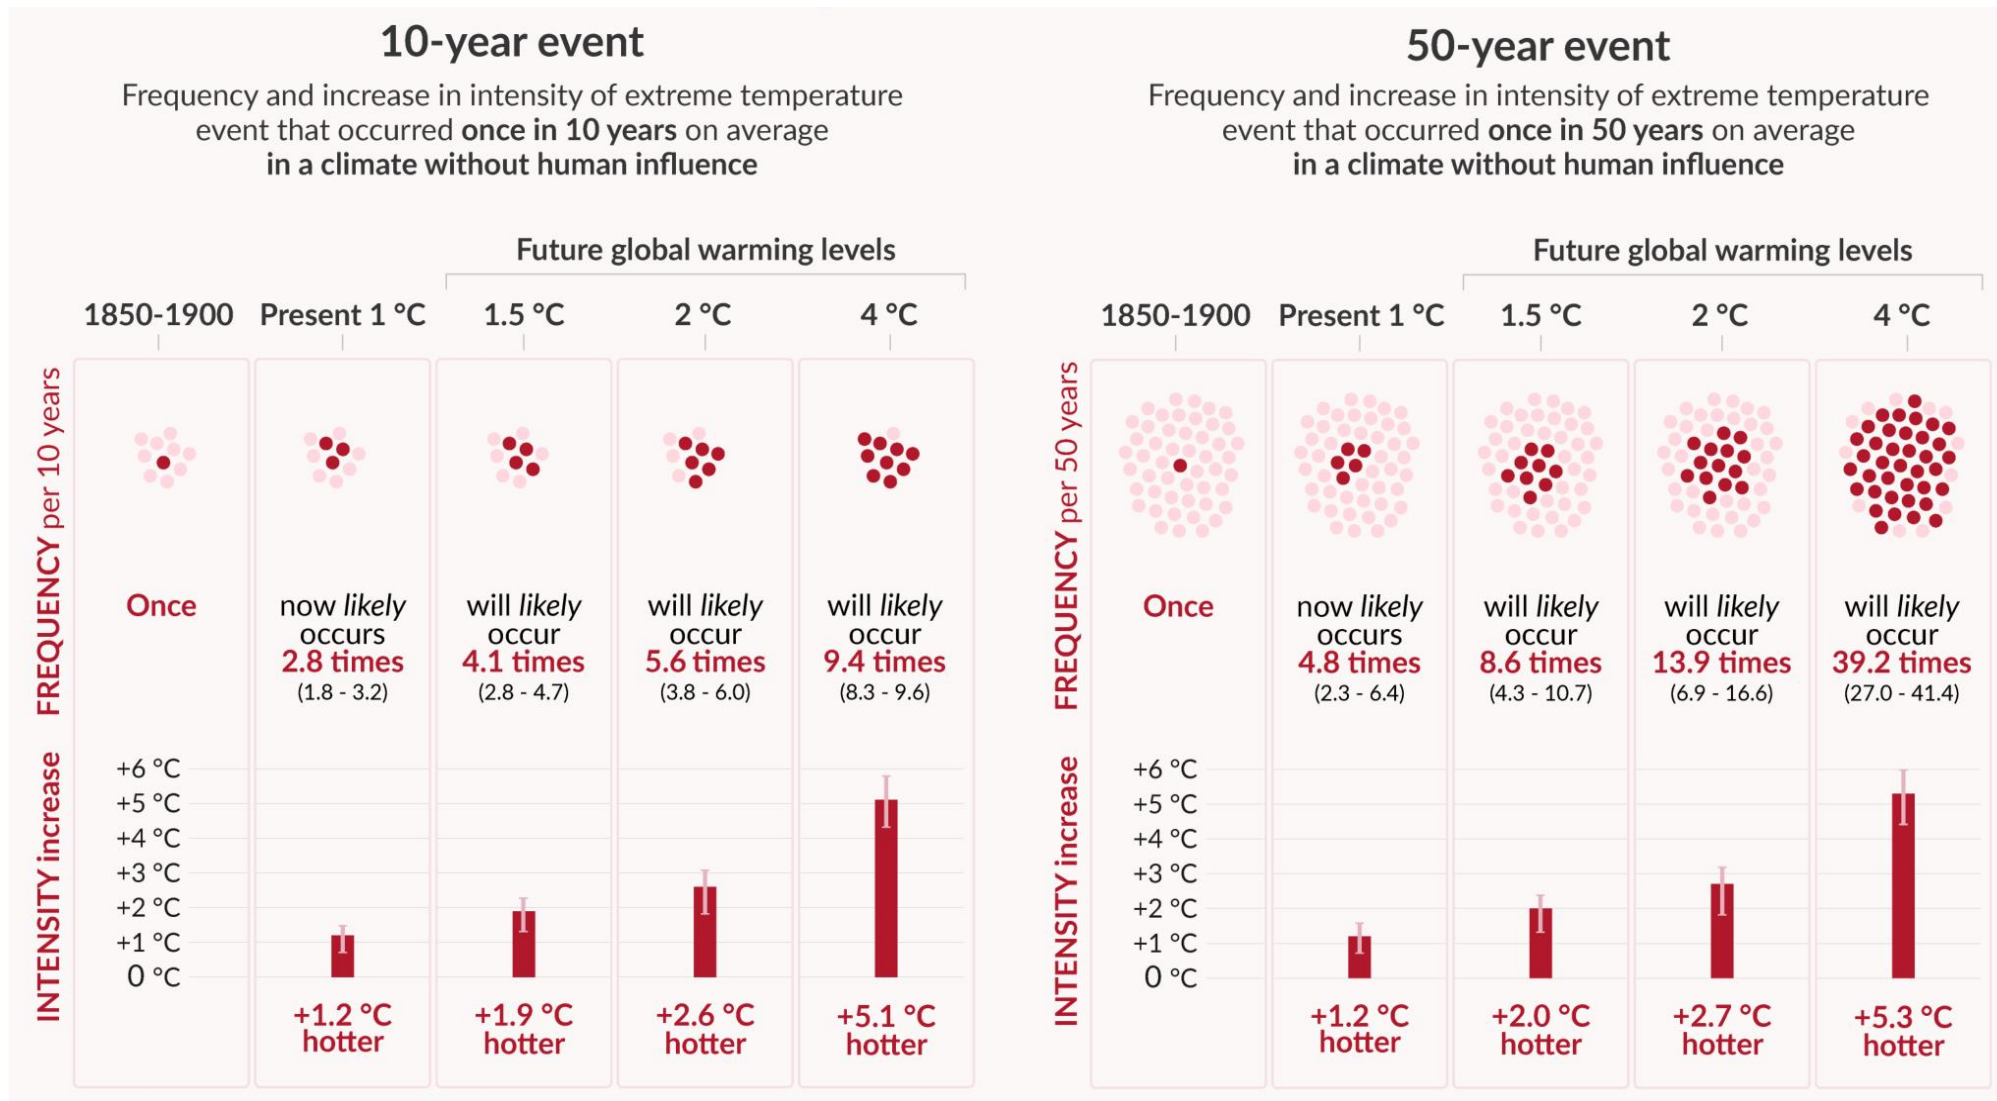 10-year event
Frequency and increase in intensity of extreme temperature
event that occurred once in 10 years on average
in a climate without human influence
Future global warming levels
1850-1900
Present 1 °C
1.5 °C
2 °C
4 °C
FREQUENCY per 10 years
Once
now likely
occurs
2.8 times
(1.8 - 3.2)
will likely
occur
4.1 times
(2.8 - 4.7)
will likely
occur
5.6 times
(3.8 - 6.0)
will likely
occur
9.4 times
(8.3 - 9.6)
INTENSITY increase
+6 °C
+5 °C
+4 °C
+3 °C
+2 °C
+1 °C
0 °C
+1.2 °C
hotter
+1.9 °C
hotter
+2.6 °C
hotter
+5.1 °C
hotter
50-year event
Frequency and increase in intensity of extreme temperature
event that occurred once in 50 years on average
in a climate without human influence
Future global warming levels
1850-1900
Present 1 °C
1.5 °C
2 °C
4 °C
FREQUENCY per 50 years
Once
now likely
occurs
4.8 times
(2.3 - 6.4)
will likely
occur
8.6 times
(4.3 - 10.7)
will likely
occur
13.9 times
(6.9 - 16.6)
will likely
occur
39.2 times
(27.0 - 41.4)
INTENSITY increase
+6 °C
+5 °C
+4 °C
+3 °C
+2 °C
+1 °C
0 °C
+1.2 °C
hotter
+2.0 °C
hotter
+2.7 °C
hotter
+5.3 °C
hotter